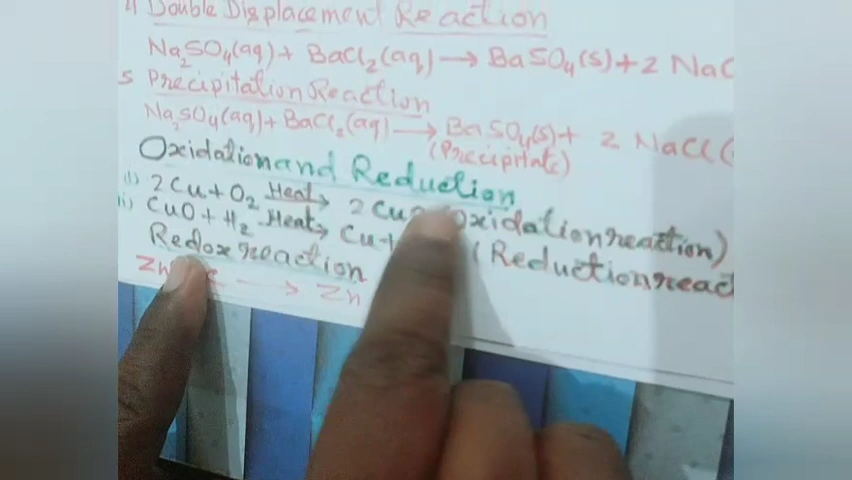 4 Double Displacement Reaction
Na2SO4(aq)+ BaCl2(aq) → BaSO4(s)+2 NaC
5 Precipitation Reaction
Na2SO4(aq)+BaCl2(aq) → BaSO4(s)+ 2 NaCl(
(Precipitate)
Oxidation and Reduction
i) 2Cu+O2 Heat → 2Cu (Oxidation reaction)
ii) CuO+H2 Heat → Cu+ (Reduction reac
Redox reaction
Zn → Zn